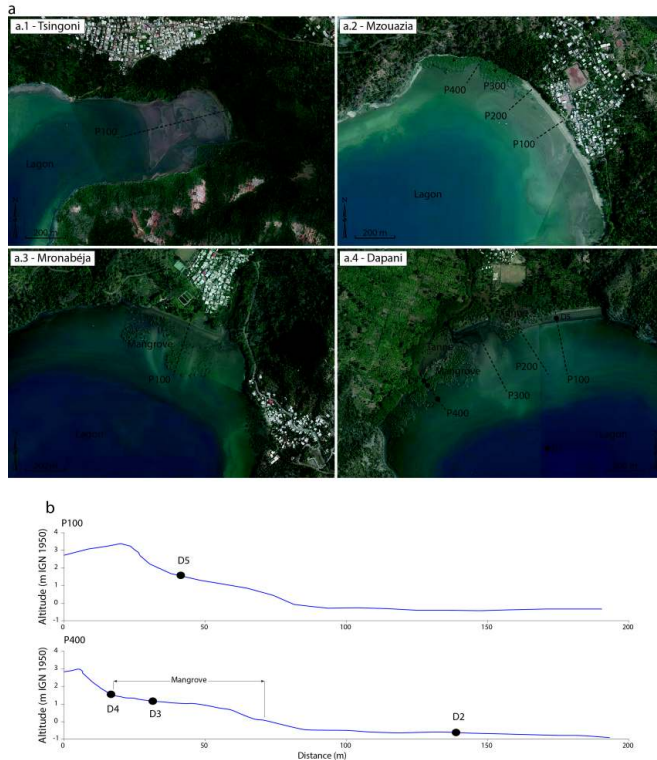 a
a.1 - Tsingoni
P100
Lagon
200 m
a.2 - Mzouazia
P400
P300
P200
P100
Lagon
200 m
a.3 - Mronabéja
Mangrove
P100
Lagon
a.4 - Dapani
D5
Mangrove
P200
P100
P300
P400
Lagon
b
P100
Altitude (m IGN 1950)
4
3
2
1
0
-1
D5
0
50
100
150
200
P400
Altitude (m IGN 1950)
4
3
2
1
0
-1
Mangrove
D4
D3
D2
0
50
100
150
200
Distance (m)